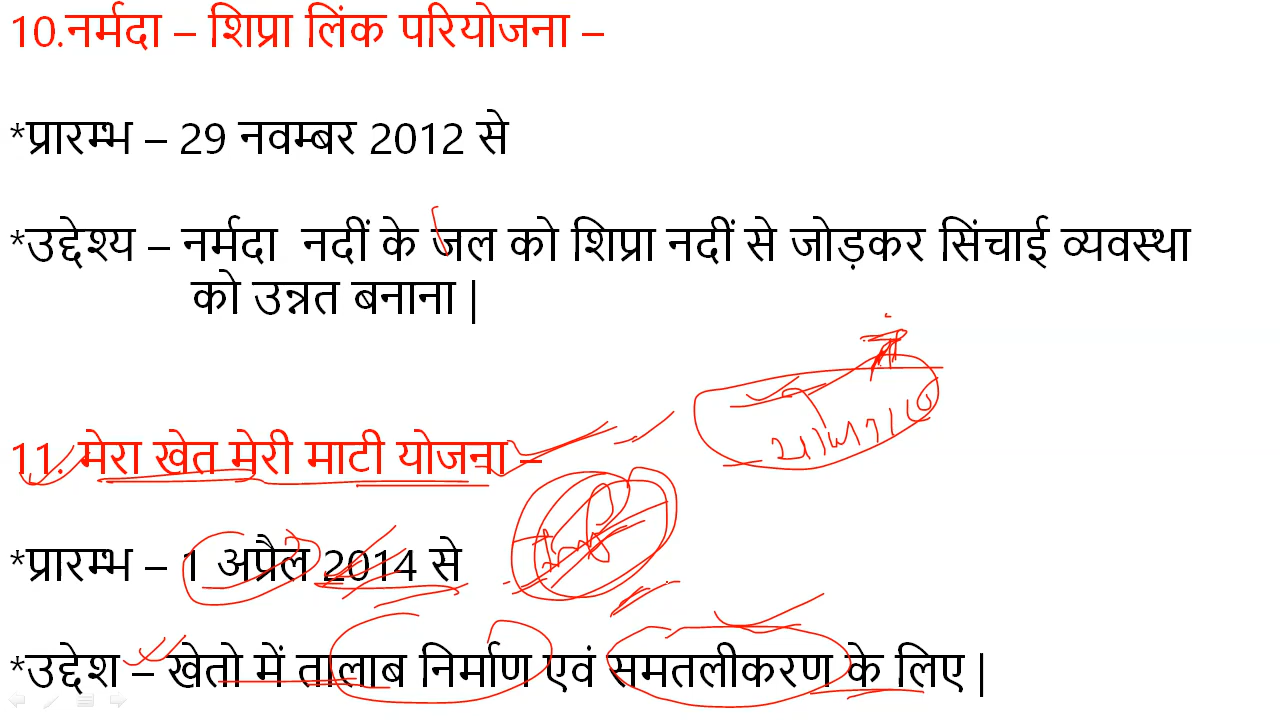 10.नर्मदा – शिप्रा लिंक परियोजना –
*प्रारम्भ – 29 नवम्बर 2012 से
*उद्देश्य – नर्मदा नदीं के जल को शिप्रा नदीं से जोड़कर सिंचाई व्यवस्था
को उन्नत बनाना |
11. मेरा खेत मेरी माटी योजना –
*प्रारम्भ – 1 अप्रैल 2014 से
*उद्देश – खेतो में तालाब निर्माण एवं समतलीकरण के लिए |